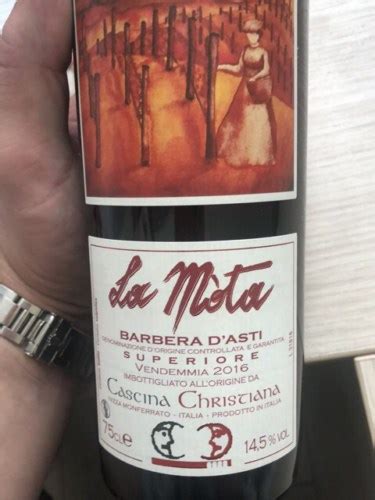 La Mòta
BARBERA D'ASTI
DENOMINAZIONE D'ORIGINE CONTROLLATA E GARANTITA
SUPERIORE
VENDEMMIA 2016
IMBOTTIGLIATO ALL'ORIGINE DA
Cascina Christiana
NIZZA MONFERRATO - ITALIA - PRODOTTO IN ITALIA
75cl e
14,5% VOL